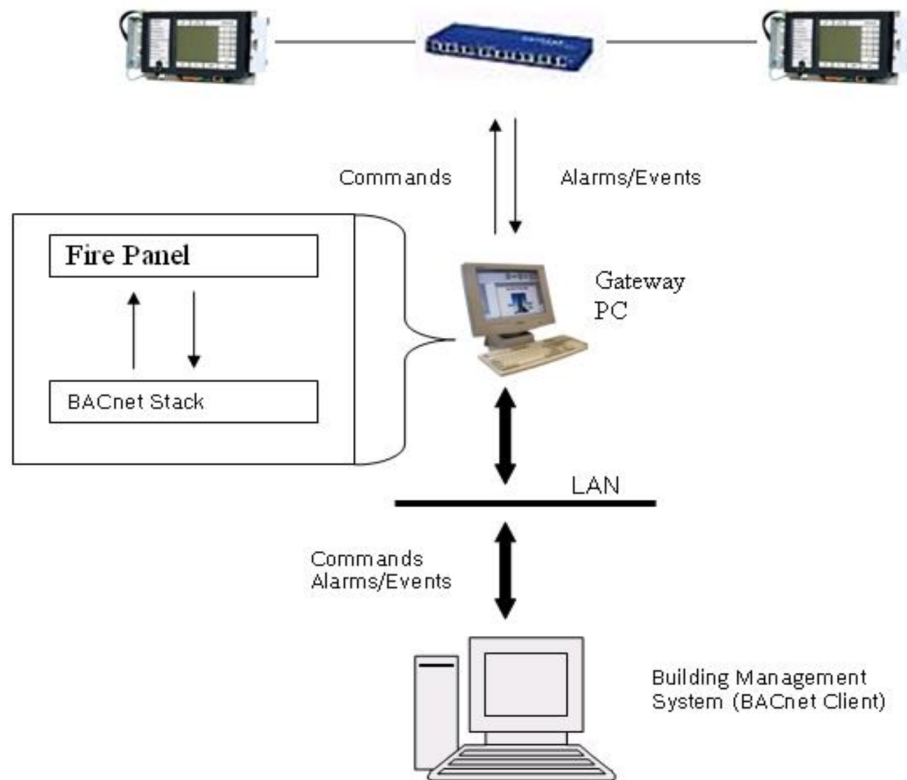 Commands
Alarms/Events
Fire Panel
Gateway
PC
BACnet Stack
LAN
Commands
Alarms/Events
Building Management
System (BACnet Client)